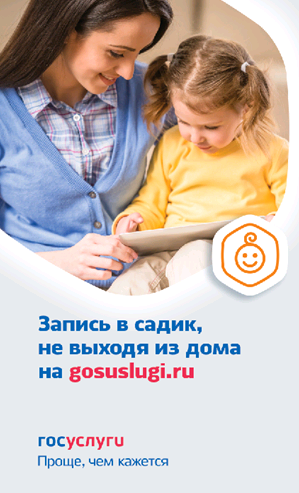 Запись в садик,
не выходя из дома
на gosuslugi.ru
госуслуги
Проще, чем кажется